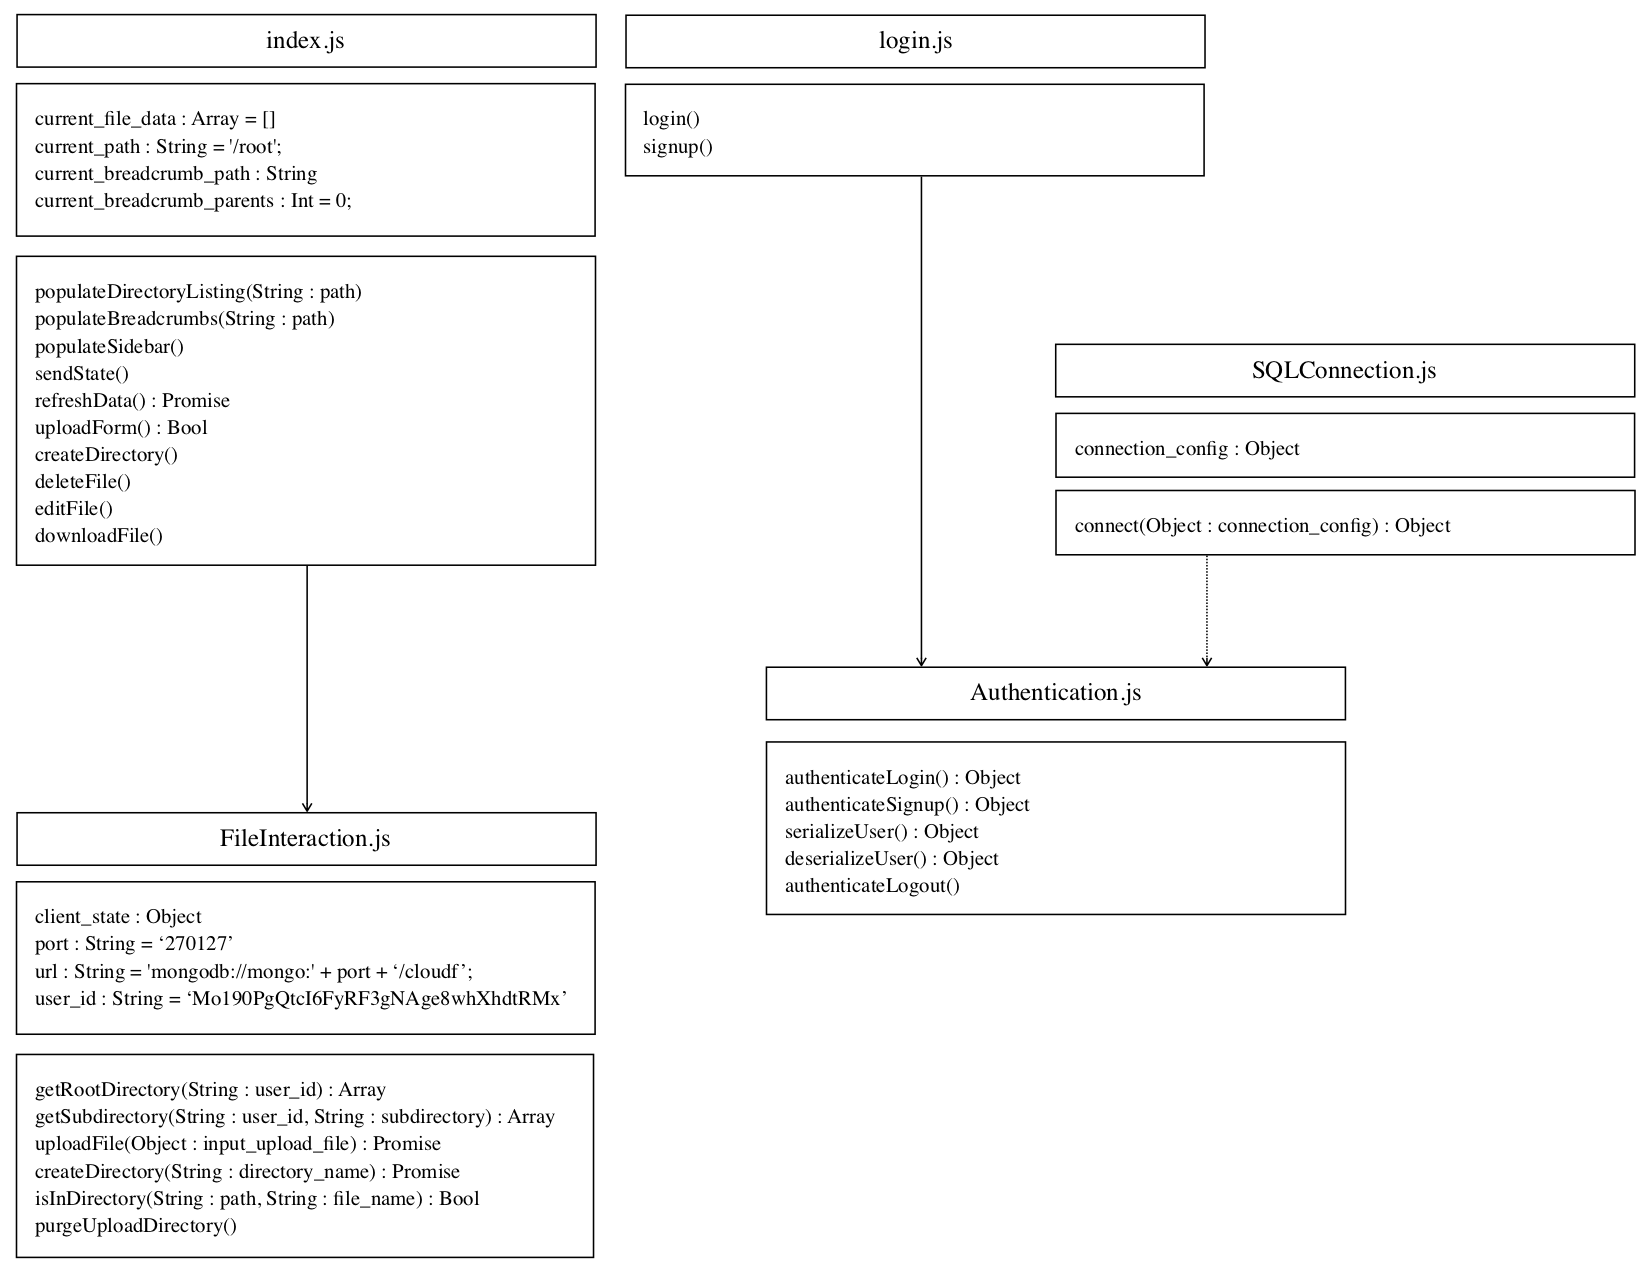 index.js
current_file_data : Array = []
current_path : String = '/root';
current_breadcrumb_path : String
current_breadcrumb_parents : Int = 0;
populateDirectoryListing(String : path)
populateBreadcrumbs(String : path)
populateSidebar()
sendState()
refreshData() : Promise
uploadForm() : Bool
createDirectory()
deleteFile()
editFile()
downloadFile()
login.js
login()
signup()
SQLConnection.js
connection_config : Object
connect(Object : connection_config) : Object
Authentication.js
authenticateLogin() : Object
authenticateSignup() : Object
serializeUser() : Object
deserializeUser() : Object
authenticateLogout()
FileInteraction.js
client_state : Object
port : String = ‘270127’
url : String = 'mongodb://mongo:' + port + ‘/cloudf’;
user_id : String = ‘Mo190PgQtcI6FyRF3gNAge8whXhdtRMx’
getRootDirectory(String : user_id) : Array
getSubdirectory(String : user_id, String : subdirectory) : Array
uploadFile(Object : input_upload_file) : Promise
createDirectory(String : directory_name) : Promise
isInDirectory(String : path, String : file_name) : Bool
purgeUploadDirectory()